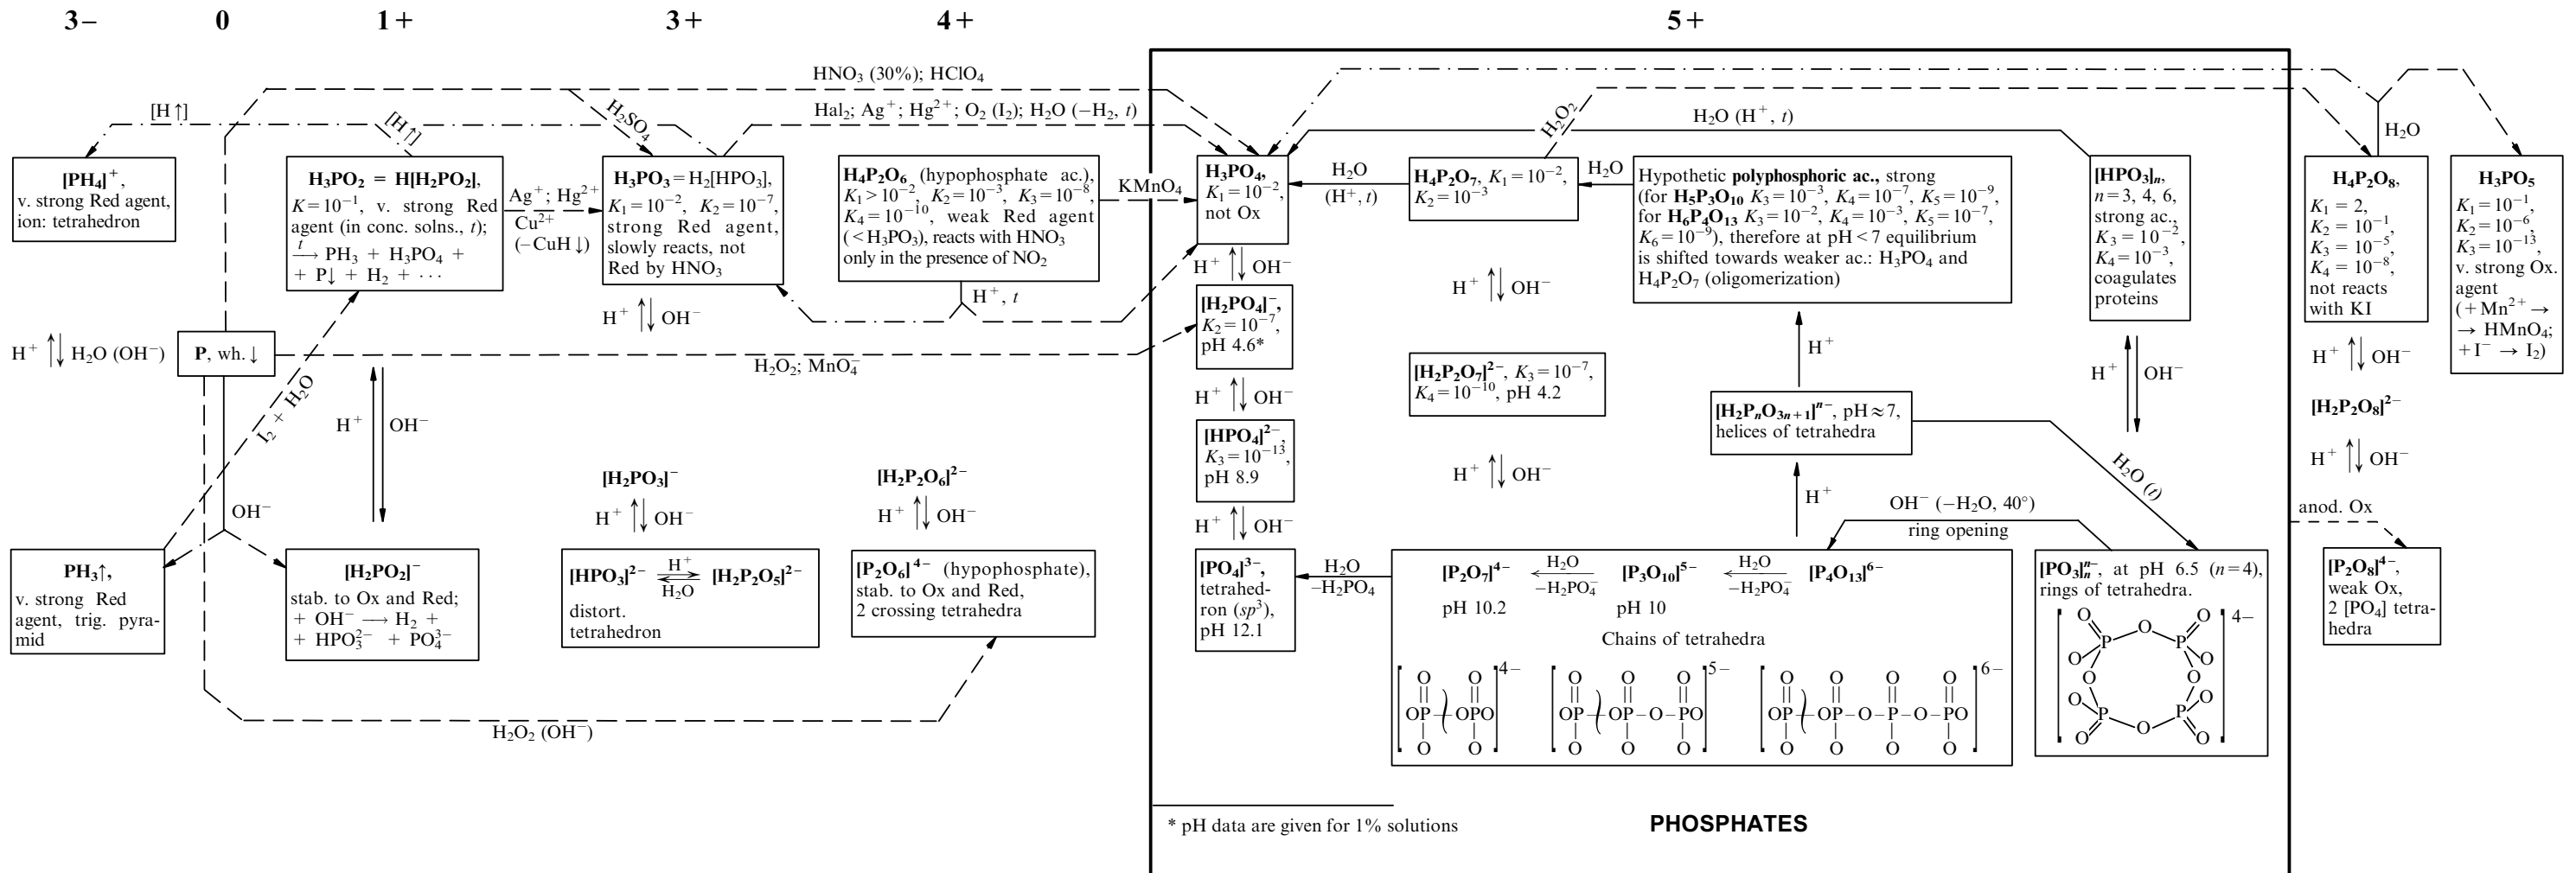 3– 0 1+ 3+ 4+ 5+
HNO₃ (30%); HClO₄
[H↑]
[H↑]
H₂SO₄
Hal₂; Ag⁺; Hg²⁺; O₂ (I₂); H₂O (−H₂, t)
H₂O₂
H₂O (H⁺, t)
H₂O
[PH₄]⁺,
v. strong Red agent,
ion: tetrahedron
H₃PO₂ = H[H₂PO₂],
K=10⁻¹, v. strong Red
agent (in conc. solns., t);
t
⟶ PH₃ + H₃PO₄ +
+ P↓ + H₂ + ···
Ag⁺; Hg²⁺
Cu²⁺
(−CuH↓)
H₃PO₃=H₂[HPO₃],
K₁=10⁻², K₂=10⁻⁷,
strong Red agent,
slowly reacts, not
Red by HNO₃
H₄P₂O₆ (hypophosphate ac.),
K₁>10⁻², K₂=10⁻³, K₃=10⁻⁸,
K₄=10⁻¹⁰, weak Red agent
(<H₃PO₃), reacts with HNO₃
only in the presence of NO₂
KMnO₄
H⁺, t
H₃PO₄,
K₁=10⁻²,
not Ox
H₂O
(H⁺, t)
H₄P₂O₇, K₁=10⁻²,
K₂=10⁻³
H₂O
Hypothetic polyphosphoric ac., strong
(for H₅P₃O₁₀ K₃=10⁻³, K₄=10⁻⁷, K₅=10⁻⁹,
for H₆P₄O₁₃ K₃=10⁻², K₄=10⁻³, K₅=10⁻⁷,
K₆=10⁻⁹), therefore at pH<7 equilibrium
is shifted towards weaker ac.: H₃PO₄ and
H₄P₂O₇ (oligomerization)
[HPO₃]ₙ,
n=3, 4, 6,
strong ac.,
K₃=10⁻²,
K₄=10⁻³,
coagulates
proteins
H₄P₂O₈,
K₁ = 2,
K₂ = 10⁻¹,
K₃ = 10⁻⁵,
K₄ = 10⁻⁸,
not reacts
with KI
H₃PO₅
K₁=10⁻¹,
K₂=10⁻⁶,
K₃=10⁻¹³,
v. strong Ox.
agent
(+Mn²⁺ →
→ HMnO₄;
+I⁻ → I₂)
H⁺ ↑↓ H₂O (OH⁻)
P, wh.↓
I₂ + H₂O
H⁺ ↑↓ OH⁻
H⁺ ↑↓ OH⁻
H₂O₂; MnO₄⁻
H⁺ ↑↓ OH⁻
[H₂PO₄]⁻,
K₂=10⁻⁷,
pH 4.6*
H⁺ ↑↓ OH⁻
[HPO₄]²⁻,
K₃=10⁻¹³,
pH 8.9
H⁺ ↑↓ OH⁻
H⁺ ↑↓ OH⁻
[H₂P₂O₇]²⁻, K₃=10⁻⁷,
K₄=10⁻¹⁰, pH 4.2
H⁺ ↑↓ OH⁻
H⁺
[H₂PₙO₃ₙ₊₁]ⁿ⁻, pH≈7,
helices of tetrahedra
H⁺
H₂O (t)
OH⁻ (−H₂O, 40°)
ring opening
H⁺ ↑↓ OH⁻
H⁺ ↑↓ OH⁻
[H₂P₂O₈]²⁻
H⁺ ↑↓ OH⁻
anod. Ox
OH⁻
[H₂PO₃]⁻
H⁺ ↑↓ OH⁻
[H₂P₂O₆]²⁻
H⁺ ↑↓ OH⁻
PH₃↑,
v. strong Red
agent, trig. pyra-
mid
[H₂PO₂]⁻
stab. to Ox and Red;
+ OH⁻ ⟶ H₂ +
+ HPO₃²⁻ + PO₄³⁻
H⁺
[HPO₃]²⁻ ⇌ [H₂P₂O₅]²⁻
H₂O
distort.
tetrahedron
[P₂O₆]⁴⁻ (hypophosphate),
stab. to Ox and Red,
2 crossing tetrahedra
H₂O₂ (OH⁻)
[PO₄]³⁻,
tetrahed-
ron (sp³),
pH 12.1
H₂O
−H₂PO₄
H₂O H₂O
[P₂O₇]⁴⁻ ⟵ [P₃O₁₀]⁵⁻ ⟵ [P₄O₁₃]⁶⁻
−H₂PO₄⁻ −H₂PO₄⁻
pH 10.2 pH 10
Chains of tetrahedra
4– 5– 6–
O O O O O O O O O
OP–OPO OP–OP–O–PO OP–OP–O–P–O–PO
O O O O O O O O O
[PO₃]ₙⁿ⁻, at pH 6.5 (n=4),
rings of tetrahedra.
4–
O O O
P P
O O O O
O O
P P
O O O
[P₂O₈]⁴⁻,
weak Ox,
2 [PO₄] tetra-
hedra
* pH data are given for 1% solutions
PHOSPHATES